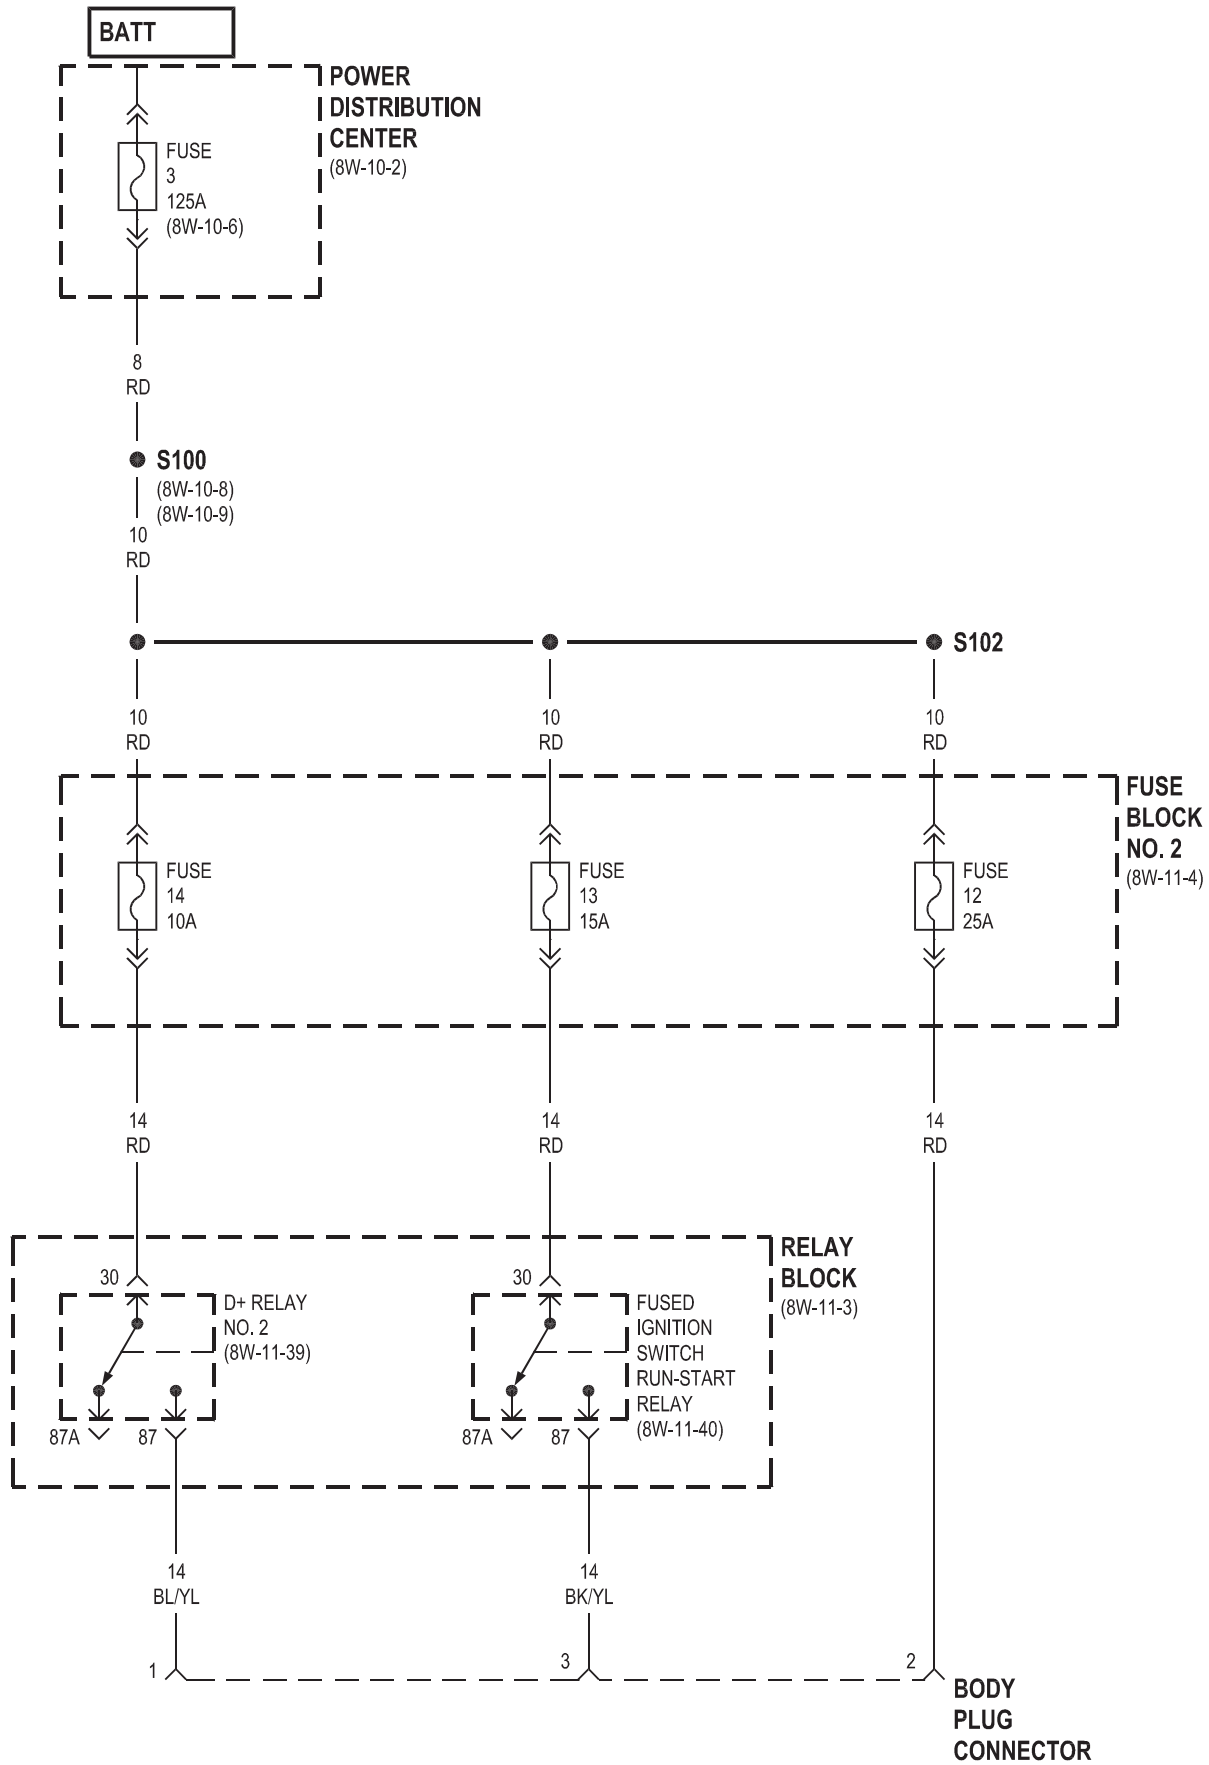 BATT
POWER
DISTRIBUTION
CENTER
(8W-10-2)
FUSE
3
125A
(8W-10-6)
8
RD
S100
(8W-10-8)
(8W-10-9)
10
RD
S102
10
RD
10
RD
10
RD
FUSE
BLOCK
NO. 2
(8W-11-4)
FUSE
14
10A
FUSE
13
15A
FUSE
12
25A
14
RD
14
RD
14
RD
RELAY
BLOCK
(8W-11-3)
30
D+ RELAY
NO. 2
(8W-11-39)
87A
87
30
FUSED
IGNITION
SWITCH
RUN-START
RELAY
(8W-11-40)
87A
87
14
BL/YL
14
BK/YL
1
3
2
BODY
PLUG
CONNECTOR